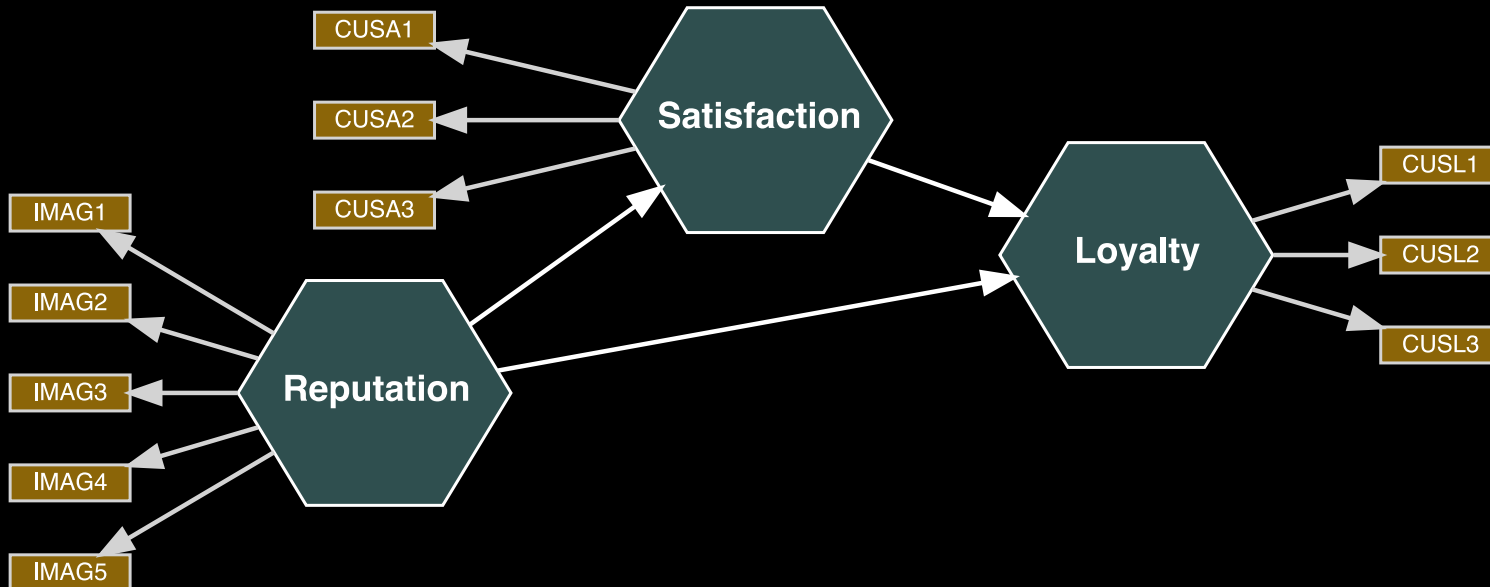 CUSA1
CUSA2
CUSA3
Satisfaction
IMAG1
IMAG2
IMAG3
IMAG4
IMAG5
Reputation
Loyalty
CUSL1
CUSL2
CUSL3